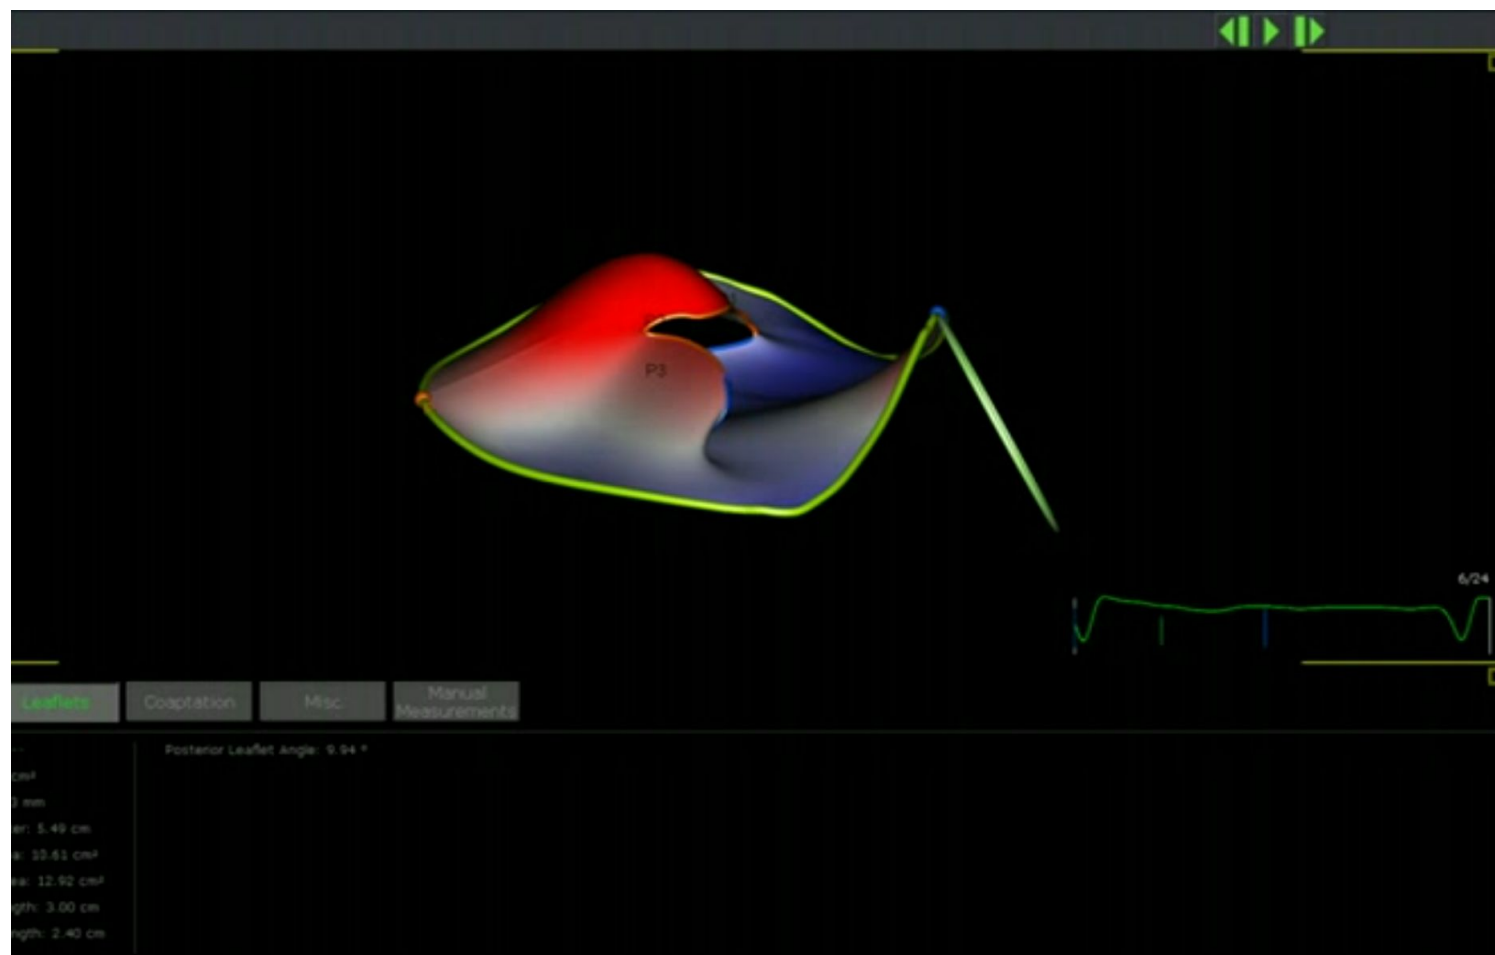 P3
6/24
Leaflets
Coaptation
Misc.
Manual
Measurements
Posterior Leaflet Angle: 9.94 °
--
cm²
mm
er: 5.49 cm
a: 10.61 cm²
ea: 12.92 cm²
gth: 3.00 cm
ngth: 2.40 cm